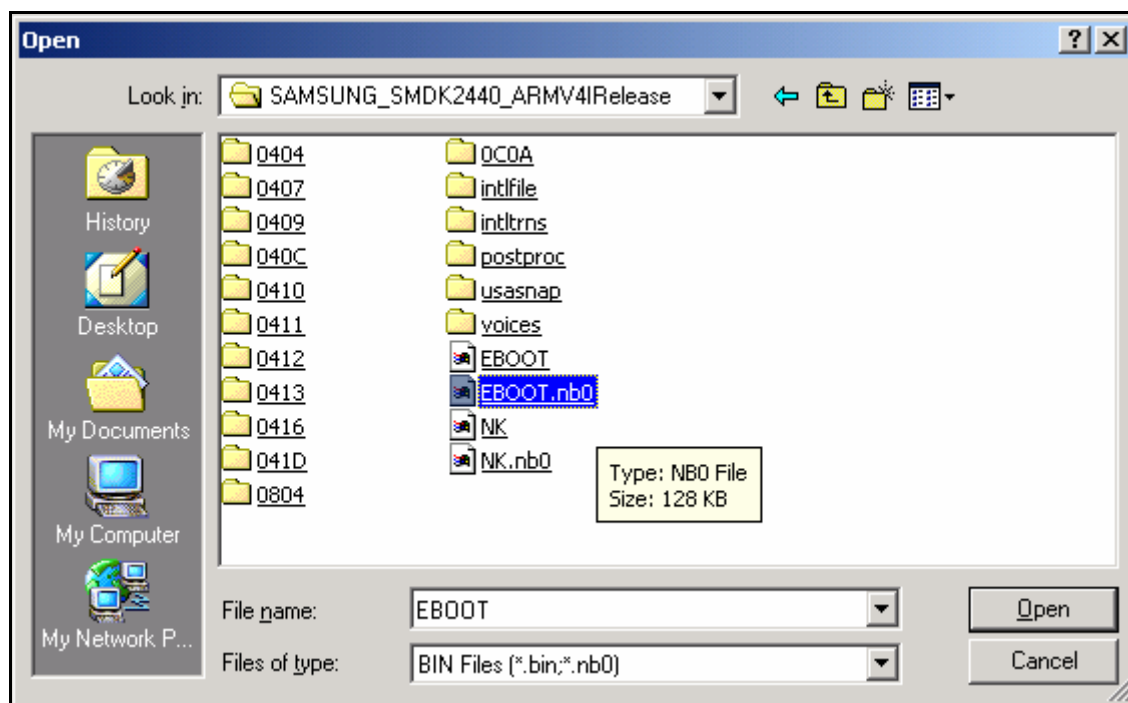 Open
Look in:
SAMSUNG_SMDK2440_ARMV4IRelease
History
Desktop
My Documents
My Computer
My Network P...
0404
0407
0409
040C
0410
0411
0412
0413
0416
041D
0804
0C0A
intlfile
intltrns
postproc
usasnap
voices
EBOOT
EBOOT.nb0
NK
NK.nb0
Type: NB0 File
Size: 128 KB
File name:
EBOOT
Open
Files of type:
BIN Files (*.bin;*.nb0)
Cancel